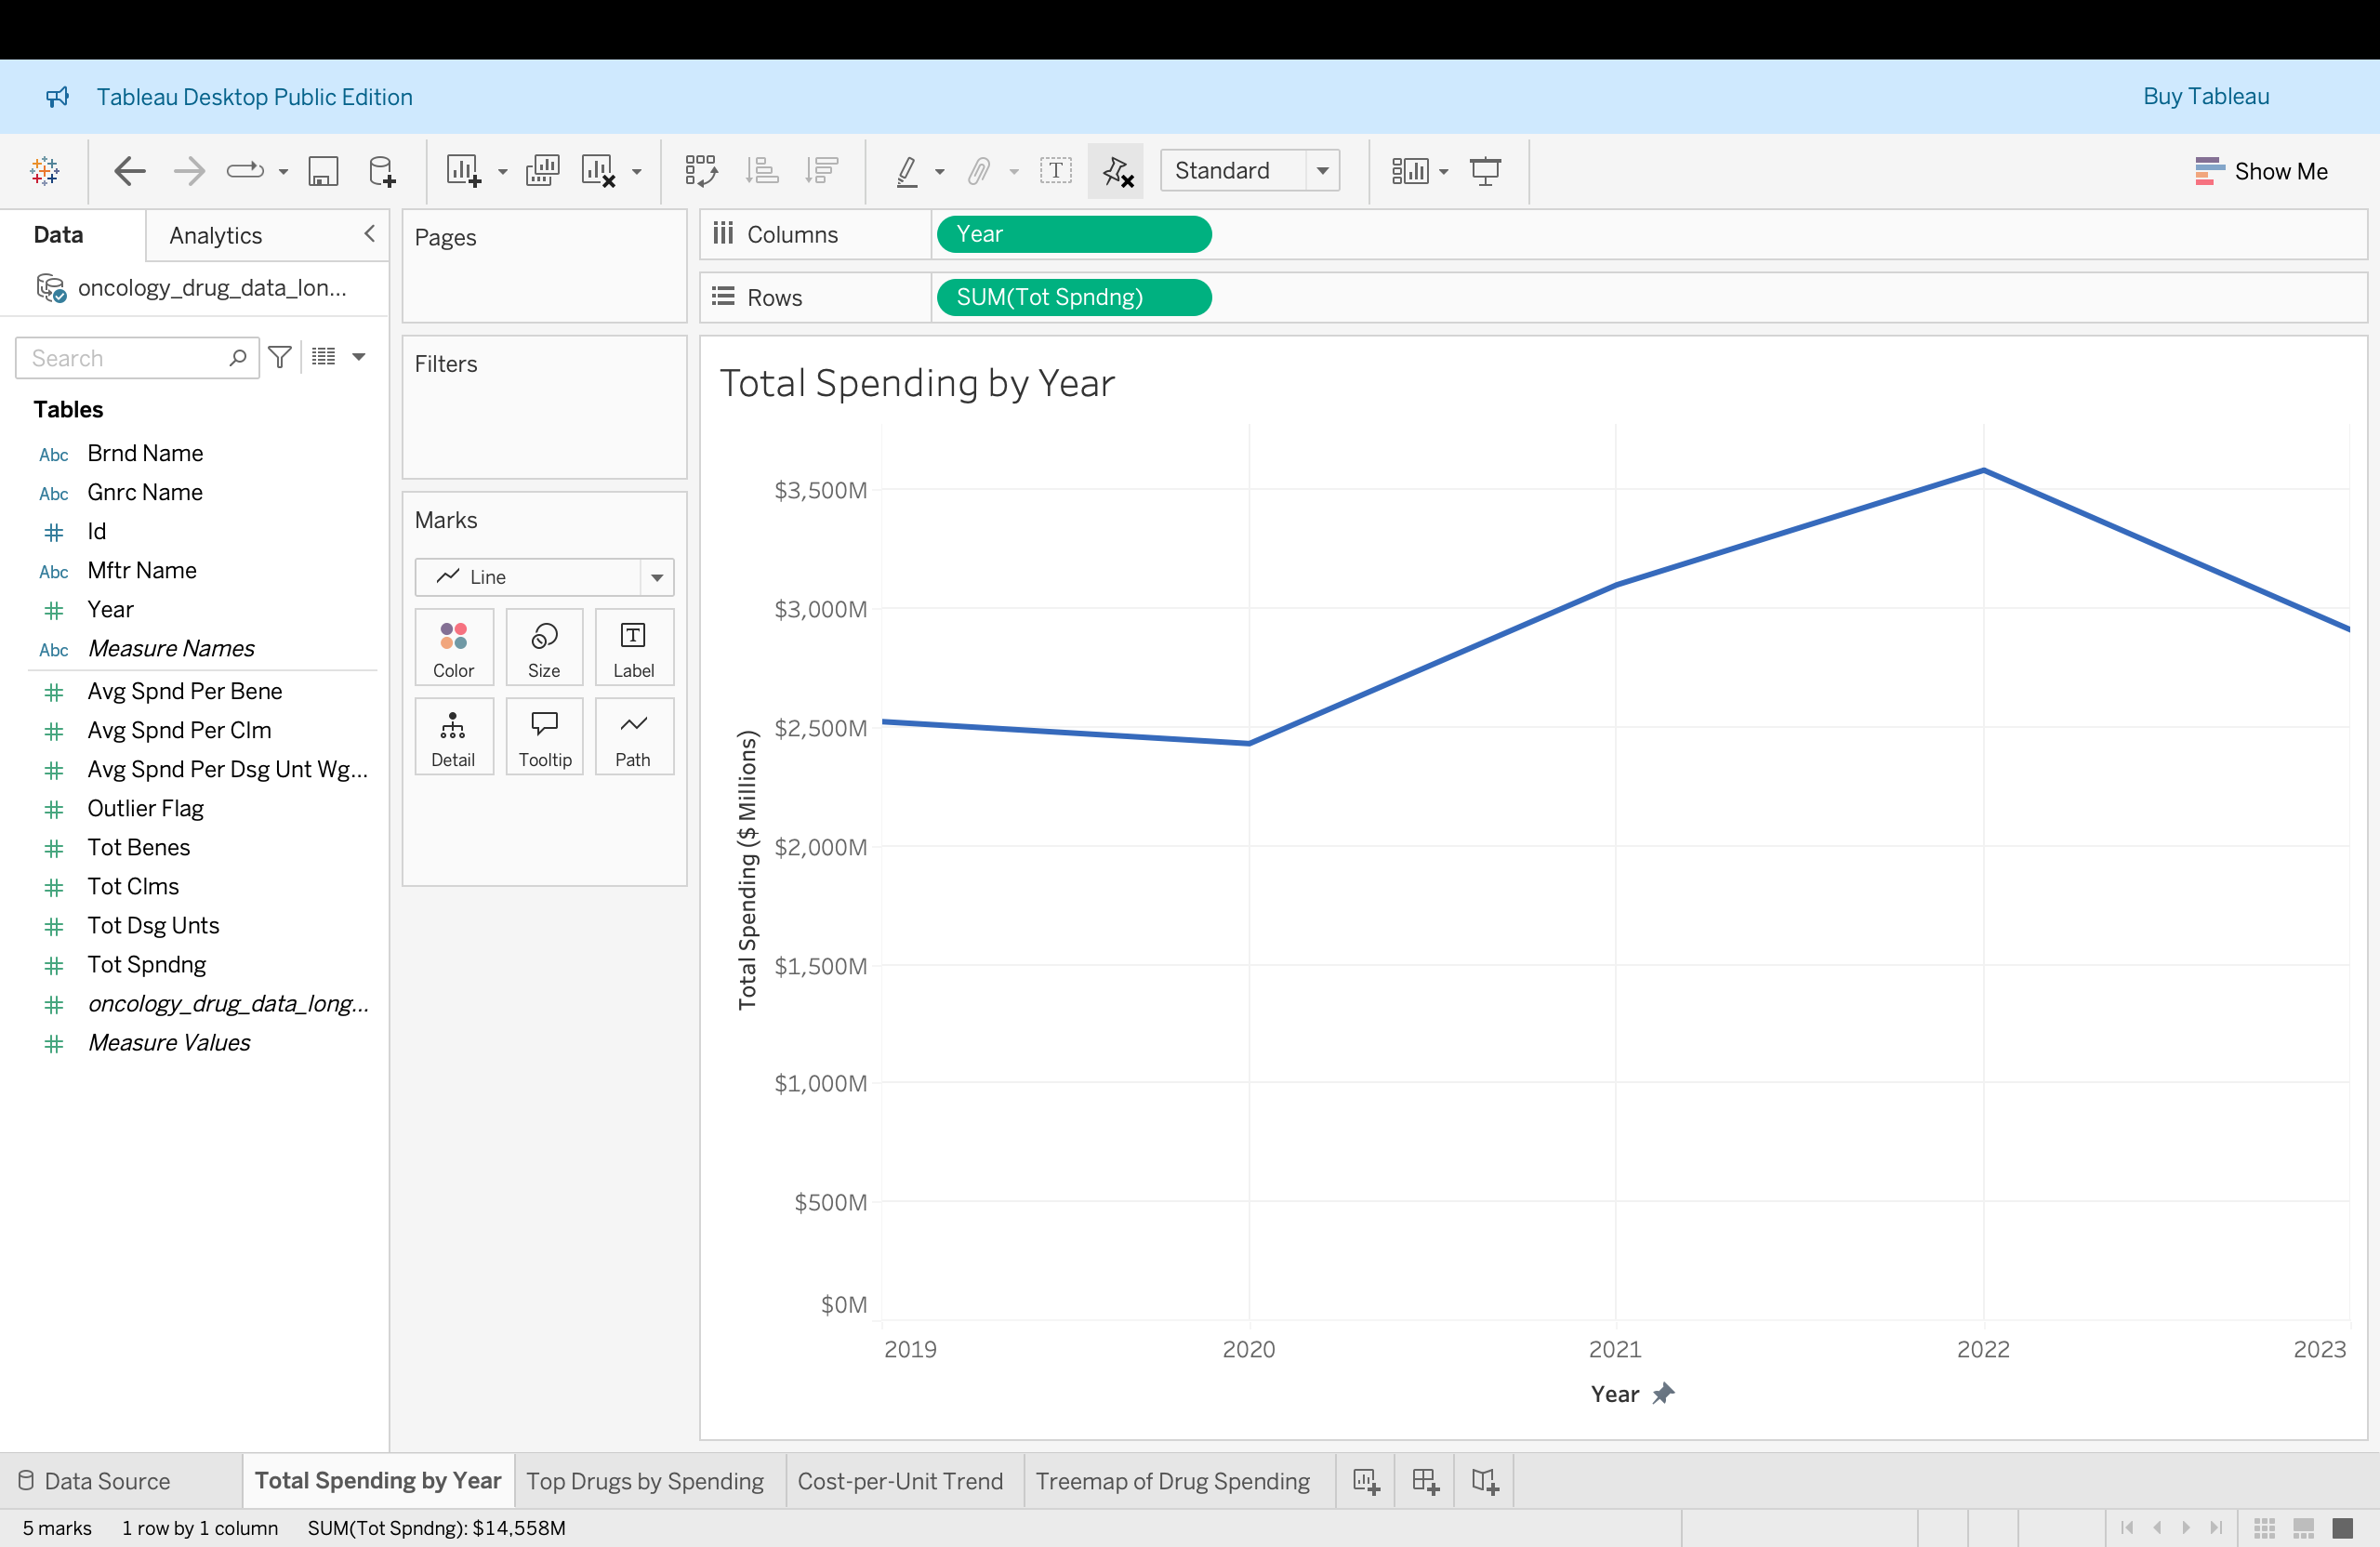 Tableau Desktop Public Edition
Buy Tableau
Standard
Show Me
Data
Analytics
oncology_drug_data_lon...
Search
Tables
Abc Brnd Name
Abc Gnrc Name
# Id
Abc Mftr Name
# Year
Abc Measure Names
# Avg Spnd Per Bene
# Avg Spnd Per Clm
# Avg Spnd Per Dsg Unt Wg...
# Outlier Flag
# Tot Benes
# Tot Clms
# Tot Dsg Unts
# Tot Spndng
# oncology_drug_data_long...
# Measure Values
Pages
Filters
Marks
Line
Color Size Label
Detail Tooltip Path
Columns Year
Rows SUM(Tot Spndng)
Total Spending by Year
Total Spending ($ Millions)
$3,500M
$3,000M
$2,500M
$2,000M
$1,500M
$1,000M
$500M
$0M
2019 2020 2021 2022 2023
Year
Data Source Total Spending by Year Top Drugs by Spending Cost-per-Unit Trend Treemap of Drug Spending
5 marks 1 row by 1 column SUM(Tot Spndng): $14,558M